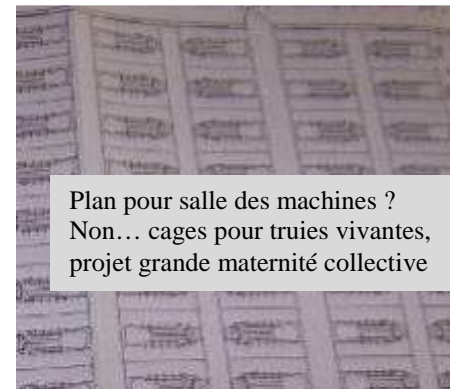 Plan pour salle des machines ?
Non… cages pour truies vivantes,
projet grande maternité collective